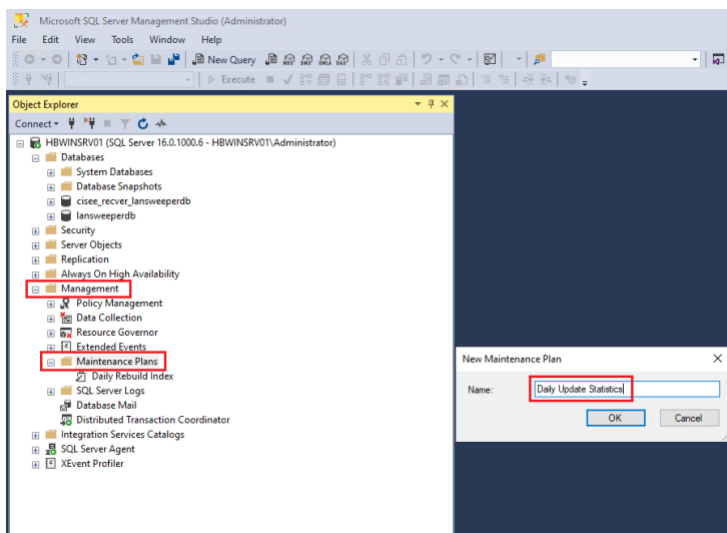 Microsoft SQL Server Management Studio (Administrator)
File Edit View Tools Window Help
New Query
Execute
Object Explorer
Connect
HBWINSRV01 (SQL Server 16.0.1000.6 - HBWINSRV01\Administrator)
Databases
System Databases
Database Snapshots
cisee_recver_lansweeperdb
lansweeperdb
Security
Server Objects
Replication
Always On High Availability
Management
Policy Management
Data Collection
Resource Governor
Extended Events
Maintenance Plans
Daily Rebuild Index
SQL Server Logs
Database Mail
Distributed Transaction Coordinator
Integration Services Catalogs
SQL Server Agent
XEvent Profiler
New Maintenance Plan
Name: Daily Update Statistics
OK Cancel